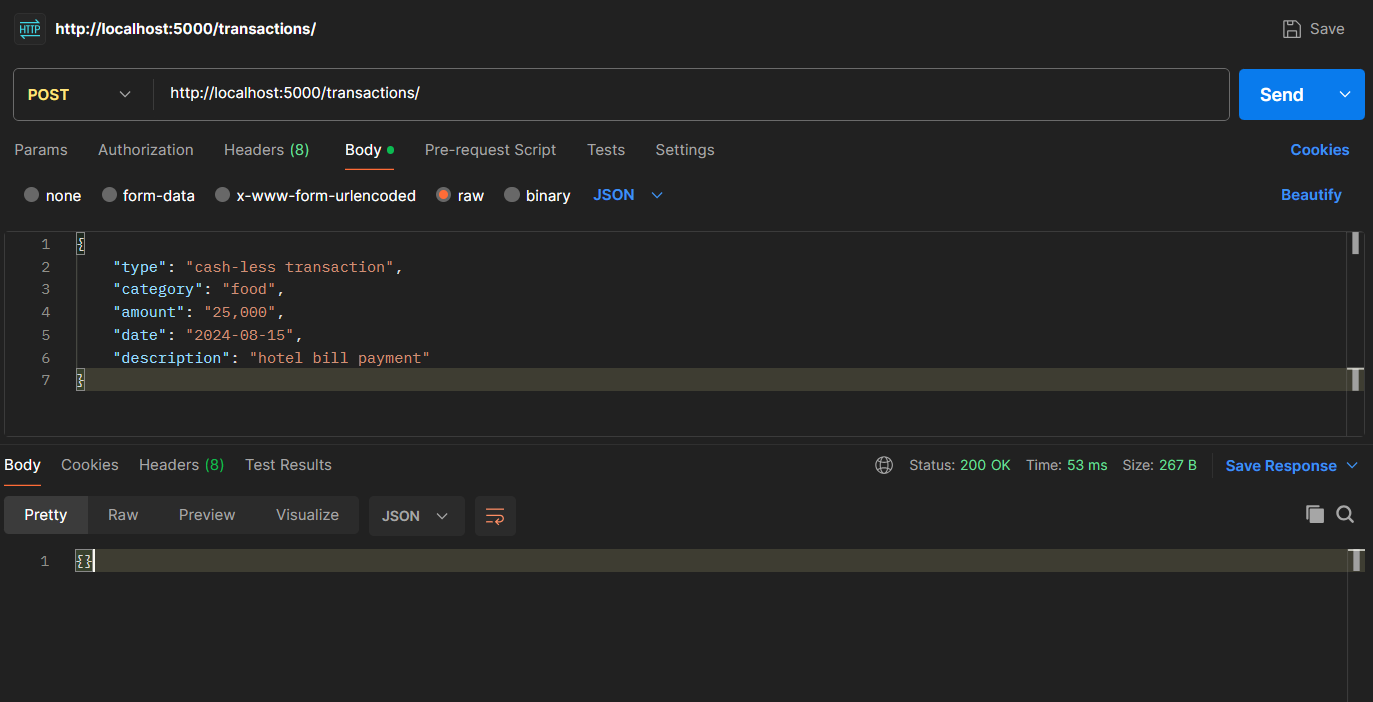 HTTP http://localhost:5000/transactions/ Save
POST http://localhost:5000/transactions/ Send
Params Authorization Headers (8) Body Pre-request Script Tests Settings Cookies
none form-data x-www-form-urlencoded raw binary JSON Beautify
1 {
2 "type": "cash-less transaction",
3 "category": "food",
4 "amount": "25,000",
5 "date": "2024-08-15",
6 "description": "hotel bill payment"
7 }
Body Cookies Headers (8) Test Results Status: 200 OK Time: 53 ms Size: 267 B Save Response
Pretty Raw Preview Visualize JSON
1 {}